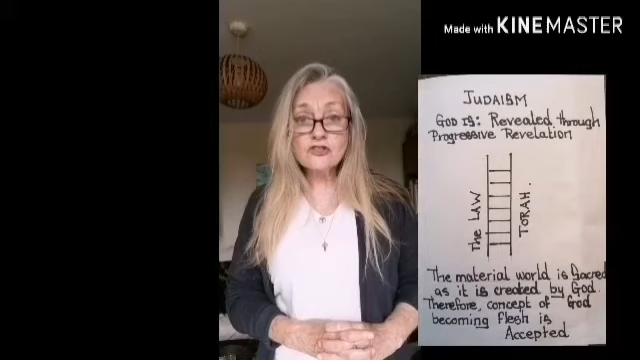 Made with KINEMASTER
JUDAISM
GOD IS: Revealed through
Progressive Revelation
The LAW
TORAH.
The material world is Sacred
as it is created by God.
Therefore, concept of God
becoming flesh is
Accepted